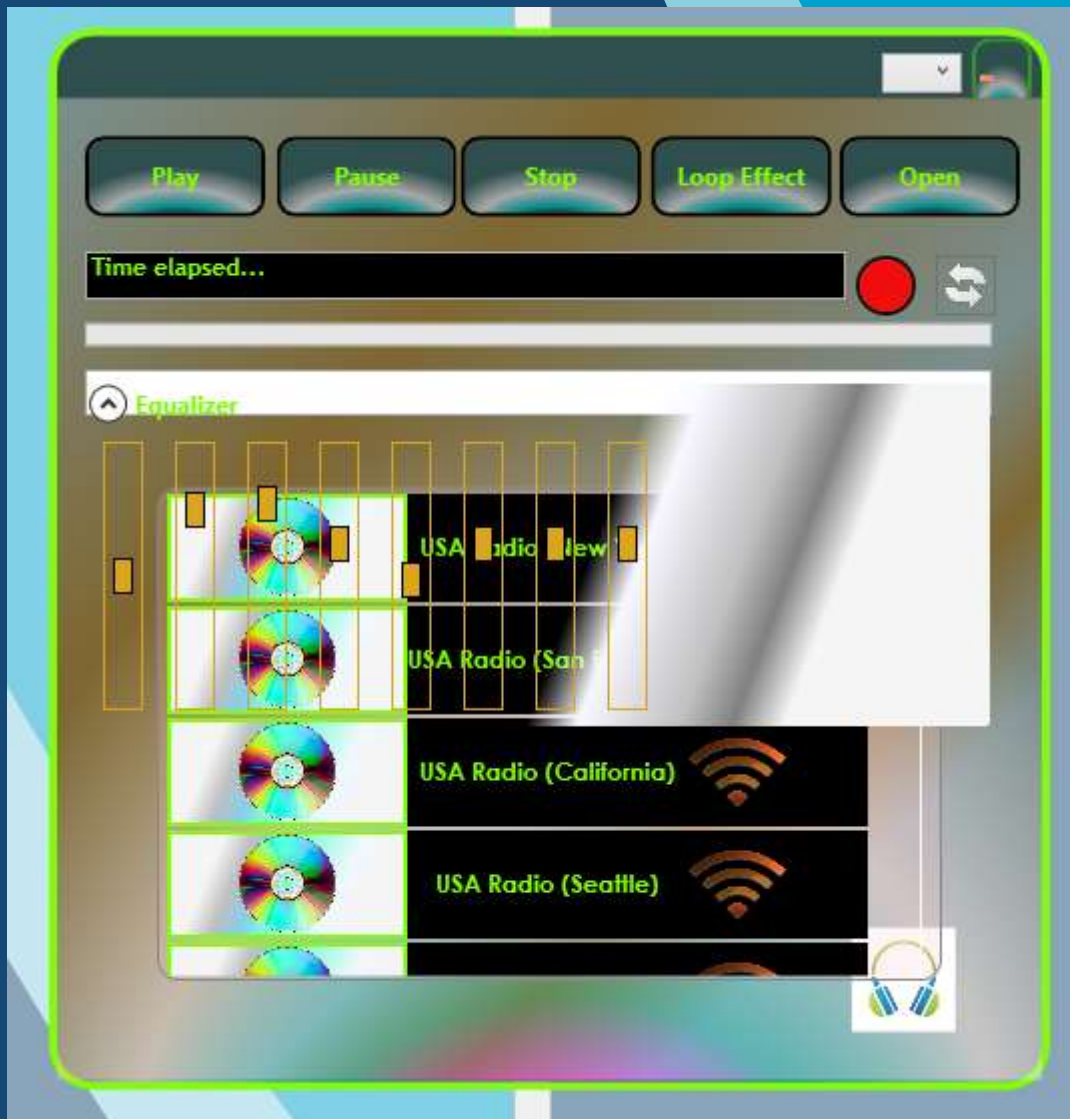 Play Pause Stop Loop Effect Open
Time elapsed...
Equalizer
USA
USA Radio (San
USA Radio (California)
USA Radio (Seattle)